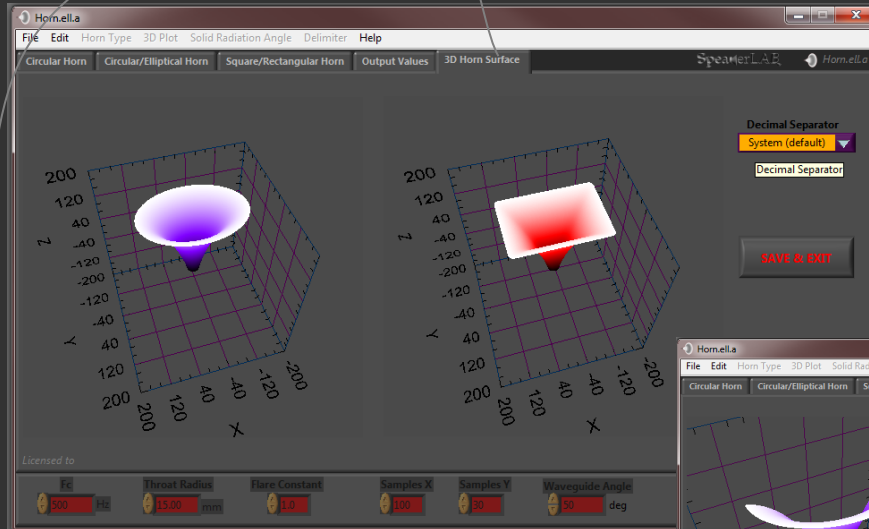 Horn.ell.a
File Edit Horn Type 3D Plot Solid Radiation Angle Delimiter Help
Circular Horn Circular/Elliptical Horn Square/Rectangular Horn Output Values 3D Horn Surface SpeakerLAB Horn.ell.a
Decimal Separator
System (default)
Decimal Separator
SAVE & EXIT
200
120
40
-40
-120
-200
-120
-40
40
120
200
Z
Y
200
120
40
-40
-120
-200
X
200
120
40
-40
-120
-200
-120
-40
40
120
200
Z
Y
200
120
40
-40
-120
-200
X
Licensed to
Fc Throat Radius Flare Constant Samples X Samples Y Waveguide Angle
500 Hz 15.00 mm 1.0 100 30 50 deg
Horn.ell.a
File Edit Horn Type 3D Plot Solid Rad
Circular Horn Circular/Elliptical Horn S